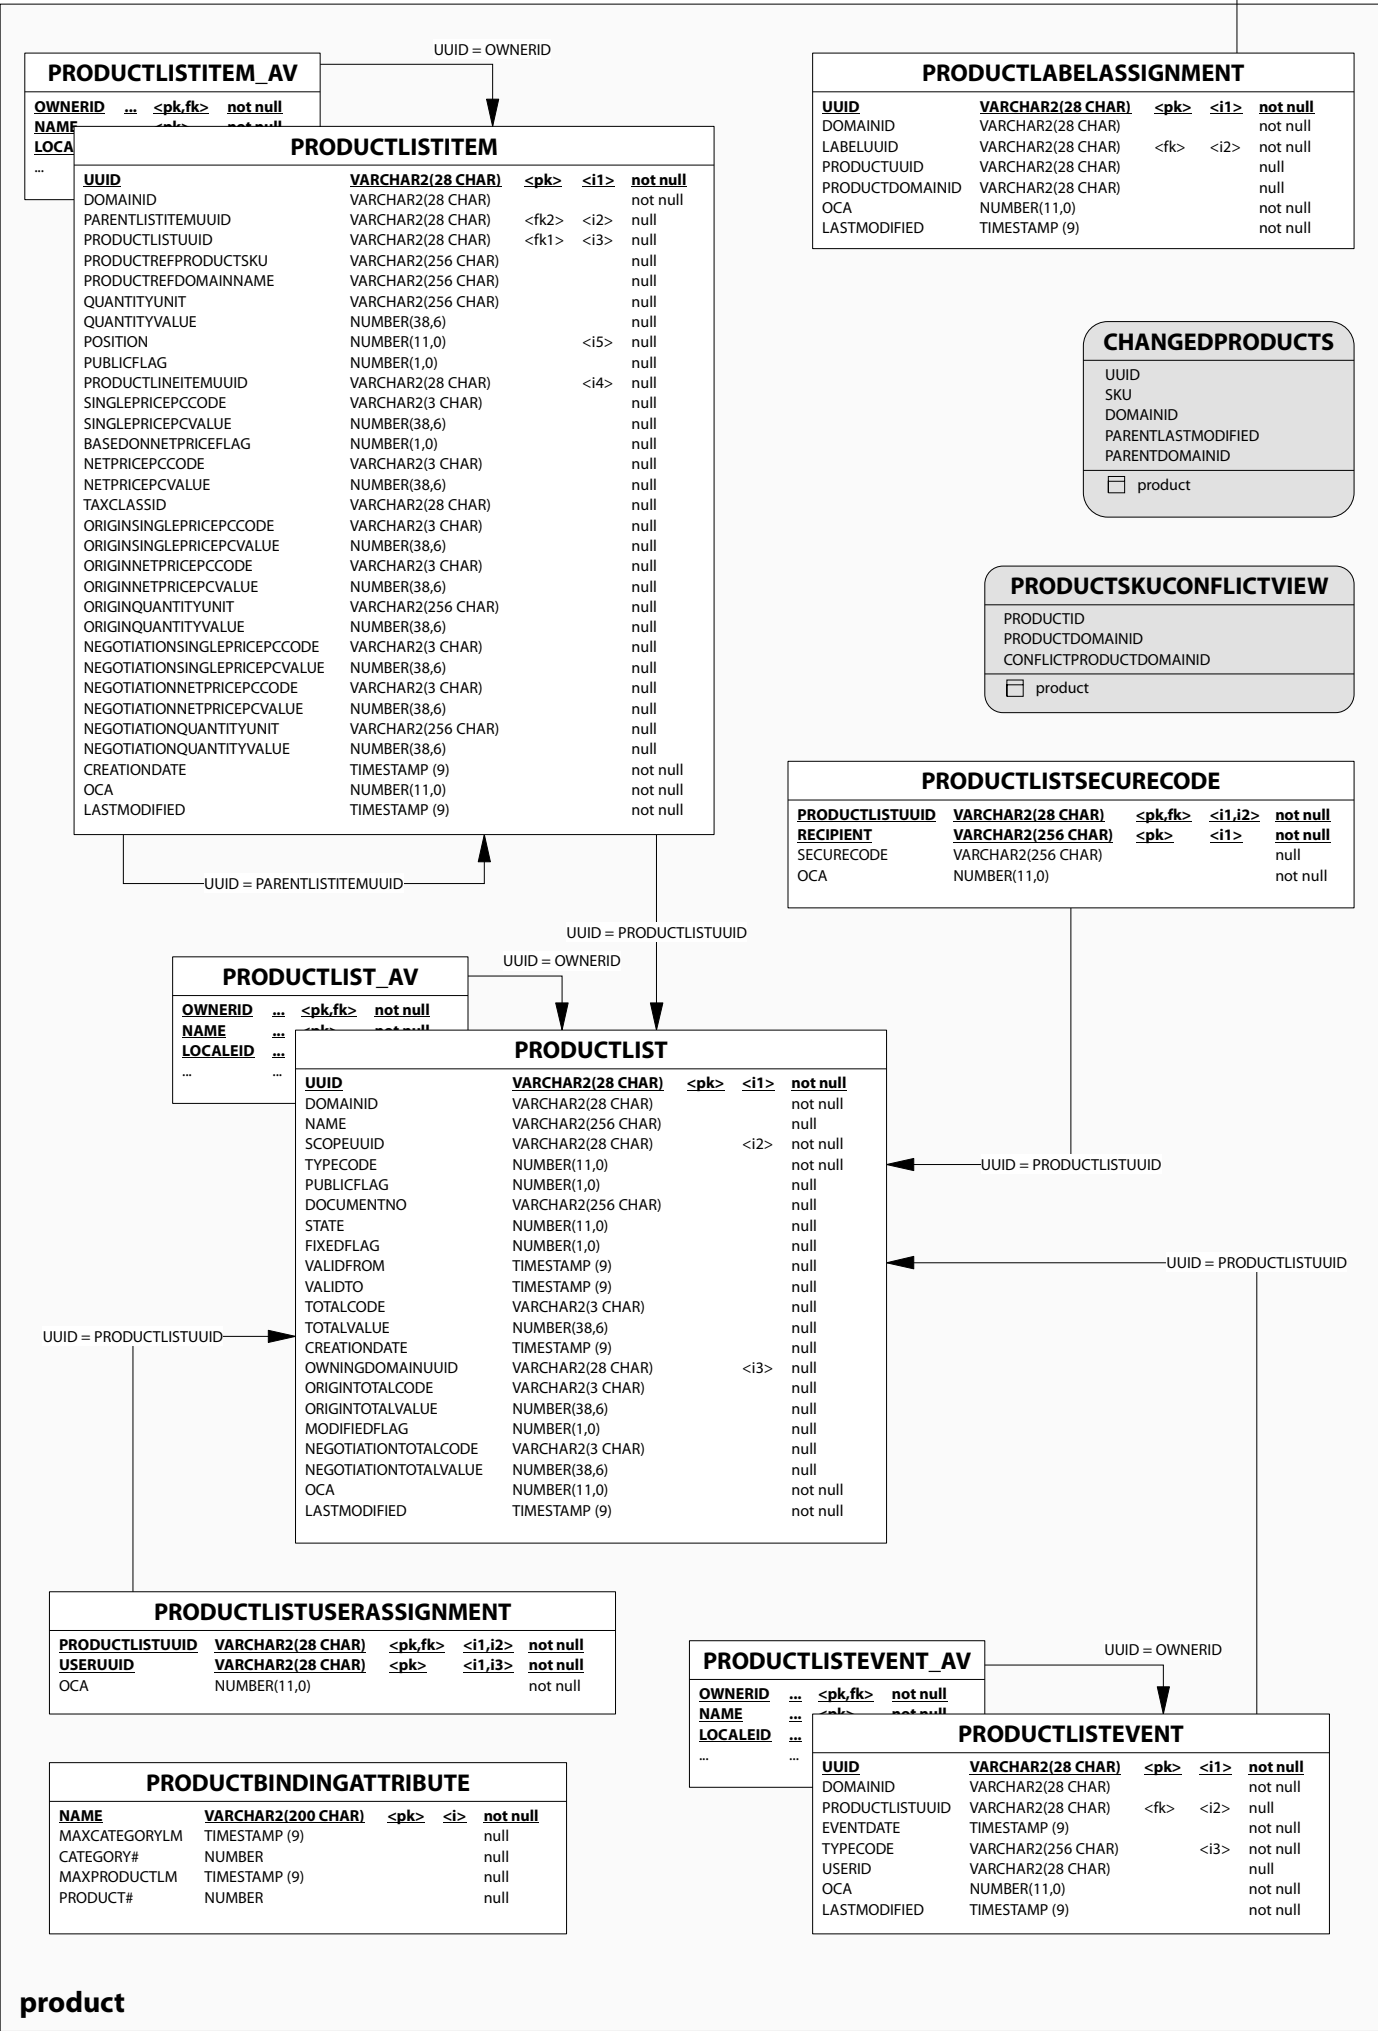 UUID = OWNERID
PRODUCTLISTITEM_AV
OWNERID ... <pk,fk> not null
NAME
LOCA
...
PRODUCTLISTITEM
UUID VARCHAR2(28 CHAR) <pk> <i1> not null
DOMAINID VARCHAR2(28 CHAR) not null
PARENTLISTITEMUUID VARCHAR2(28 CHAR) <fk2> <i2> null
PRODUCTLISTUUID VARCHAR2(28 CHAR) <fk1> <i3> null
PRODUCTREFPRODUCTSKU VARCHAR2(256 CHAR) null
PRODUCTREFDOMAINNAME VARCHAR2(256 CHAR) null
QUANTITYUNIT VARCHAR2(256 CHAR) null
QUANTITYVALUE NUMBER(38,6) null
POSITION NUMBER(11,0) <i5> null
PUBLICFLAG NUMBER(1,0) null
PRODUCTLINEITEMUUID VARCHAR2(28 CHAR) <i4> null
SINGLEPRICEPCCODE VARCHAR2(3 CHAR) null
SINGLEPRICEPCVALUE NUMBER(38,6) null
BASEDONNETPRICEFLAG NUMBER(1,0) null
NETPRICEPCCODE VARCHAR2(3 CHAR) null
NETPRICEPCVALUE NUMBER(38,6) null
TAXCLASSID VARCHAR2(28 CHAR) null
ORIGINSINGLEPRICEPCCODE VARCHAR2(3 CHAR) null
ORIGINSINGLEPRICEPCVALUE NUMBER(38,6) null
ORIGINNETPRICEPCCODE VARCHAR2(3 CHAR) null
ORIGINNETPRICEPCVALUE NUMBER(38,6) null
ORIGINQUANTITYUNIT VARCHAR2(256 CHAR) null
ORIGINQUANTITYVALUE NUMBER(38,6) null
NEGOTIATIONSINGLEPRICEPCCODE VARCHAR2(3 CHAR) null
NEGOTIATIONSINGLEPRICEPCVALUE NUMBER(38,6) null
NEGOTIATIONNETPRICEPCCODE VARCHAR2(3 CHAR) null
NEGOTIATIONNETPRICEPCVALUE NUMBER(38,6) null
NEGOTIATIONQUANTITYUNIT VARCHAR2(256 CHAR) null
NEGOTIATIONQUANTITYVALUE NUMBER(38,6) null
CREATIONDATE TIMESTAMP (9) not null
OCA NUMBER(11,0) not null
LASTMODIFIED TIMESTAMP (9) not null
UUID = PARENTLISTITEMUUID
UUID = PRODUCTLISTUUID
PRODUCTLABELASSIGNMENT
UUID VARCHAR2(28 CHAR) <pk> <i1> not null
DOMAINID VARCHAR2(28 CHAR) not null
LABELUUID VARCHAR2(28 CHAR) <fk> <i2> not null
PRODUCTUUID VARCHAR2(28 CHAR) null
PRODUCTDOMAINID VARCHAR2(28 CHAR) null
OCA NUMBER(11,0) not null
LASTMODIFIED TIMESTAMP (9) not null
CHANGEDPRODUCTS
UUID
SKU
DOMAINID
PARENTLASTMODIFIED
PARENTDOMAINID
product
PRODUCTSKUCONFLICTVIEW
PRODUCTID
PRODUCTDOMAINID
CONFLICTPRODUCTDOMAINID
product
PRODUCTLISTSECURECODE
PRODUCTLISTUUID VARCHAR2(28 CHAR) <pk,fk> <i1,i2> not null
RECIPIENT VARCHAR2(256 CHAR) <pk> <i1> not null
SECURECODE VARCHAR2(256 CHAR) null
OCA NUMBER(11,0) not null
UUID = OWNERID
PRODUCTLIST_AV
OWNERID ... <pk,fk> not null
NAME ... <pk> not null
LOCALEID ...
... ...
PRODUCTLIST
UUID VARCHAR2(28 CHAR) <pk> <i1> not null
DOMAINID VARCHAR2(28 CHAR) not null
NAME VARCHAR2(256 CHAR) null
SCOPEUUID VARCHAR2(28 CHAR) <i2> not null
TYPECODE NUMBER(11,0) not null
PUBLICFLAG NUMBER(1,0) null
DOCUMENTNO VARCHAR2(256 CHAR) null
STATE NUMBER(11,0) null
FIXEDFLAG NUMBER(1,0) null
VALIDFROM TIMESTAMP (9) null
VALIDTO TIMESTAMP (9) null
TOTALCODE VARCHAR2(3 CHAR) null
TOTALVALUE NUMBER(38,6) null
CREATIONDATE TIMESTAMP (9) null
OWNINGDOMAINUUID VARCHAR2(28 CHAR) <i3> null
ORIGINTOTALCODE VARCHAR2(3 CHAR) null
ORIGINTOTALVALUE NUMBER(38,6) null
MODIFIEDFLAG NUMBER(1,0) null
NEGOTIATIONTOTALCODE VARCHAR2(3 CHAR) null
NEGOTIATIONTOTALVALUE NUMBER(38,6) null
OCA NUMBER(11,0) not null
LASTMODIFIED TIMESTAMP (9) not null
UUID = PRODUCTLISTUUID
UUID = PRODUCTLISTUUID
UUID = PRODUCTLISTUUID
PRODUCTLISTUSERASSIGNMENT
PRODUCTLISTUUID VARCHAR2(28 CHAR) <pk,fk> <i1,i2> not null
USERUUID VARCHAR2(28 CHAR) <pk> <i1,i3> not null
OCA NUMBER(11,0) not null
PRODUCTBINDINGATTRIBUTE
NAME VARCHAR2(200 CHAR) <pk> <i> not null
MAXCATEGORYLM TIMESTAMP (9) null
CATEGORY# NUMBER null
MAXPRODUCTLM TIMESTAMP (9) null
PRODUCT# NUMBER null
UUID = OWNERID
PRODUCTLISTEVENT_AV
OWNERID ... <pk,fk> not null
NAME ... <pk> not null
LOCALEID ...
... ...
PRODUCTLISTEVENT
UUID VARCHAR2(28 CHAR) <pk> <i1> not null
DOMAINID VARCHAR2(28 CHAR) not null
PRODUCTLISTUUID VARCHAR2(28 CHAR) <fk> <i2> null
EVENTDATE TIMESTAMP (9) not null
TYPECODE VARCHAR2(256 CHAR) <i3> not null
USERID VARCHAR2(28 CHAR) null
OCA NUMBER(11,0) not null
LASTMODIFIED TIMESTAMP (9) not null
product